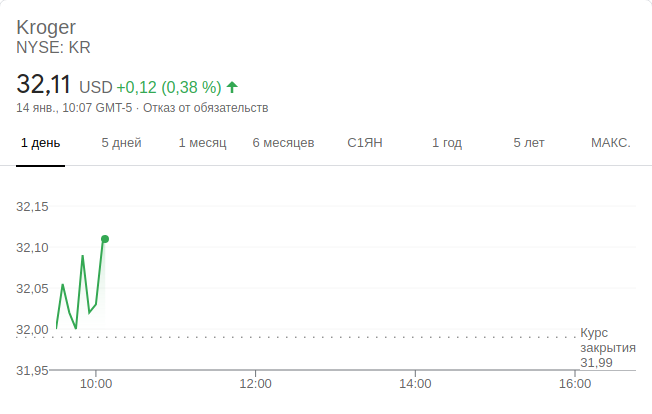 Kroger
NYSE: KR
32,11 USD +0,12 (0,38 %)
14 янв., 10:07 GMT-5 · Отказ от обязательств
1 день 5 дней 1 месяц 6 месяцев С1ЯН 1 год 5 лет МАКС.
32,15
32,10
32,05
32,00
Курс
закрытия
31,99
31,95
10:00 12:00 14:00 16:00